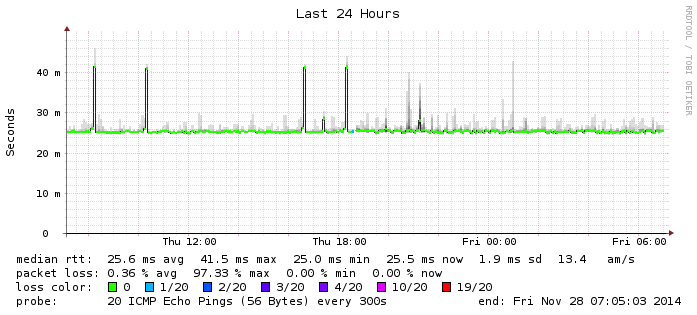 Last 24 Hours
RRDTOOL / TOBI OETIKER
Seconds
40 m
30 m
20 m
10 m
0
Thu 12:00 Thu 18:00 Fri 00:00 Fri 06:00
median rtt: 25.6 ms avg 41.5 ms max 25.0 ms min 25.5 ms now 1.9 ms sd 13.4 am/s
packet loss: 0.36 % avg 97.33 % max 0.00 % min 0.00 % now
loss color: 0 1/20 2/20 3/20 4/20 10/20 19/20
probe: 20 ICMP Echo Pings (56 Bytes) every 300s end: Fri Nov 28 07:05:03 2014